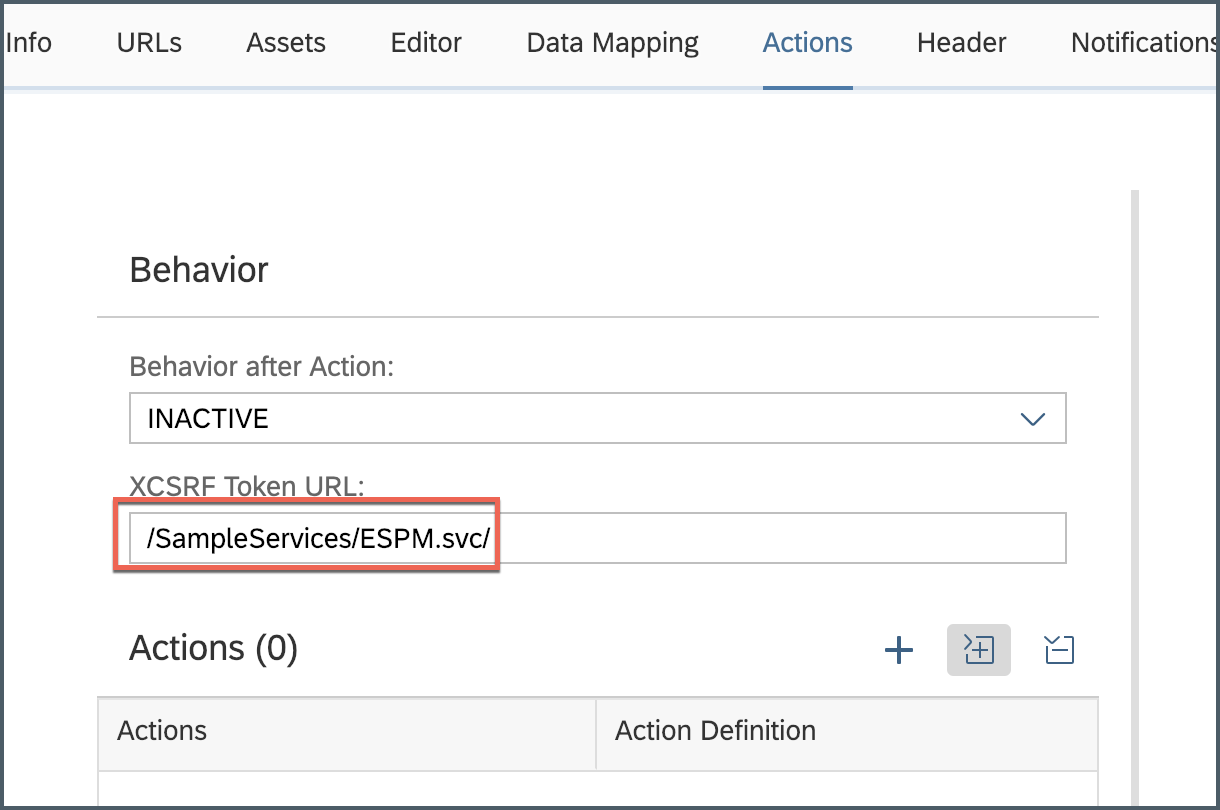 Info URLs Assets Editor Data Mapping Actions Header Notifications
Behavior
Behavior after Action:
INACTIVE
XCSRF Token URL:
/SampleServices/ESPM.svc/
Actions (0)
Actions Action Definition